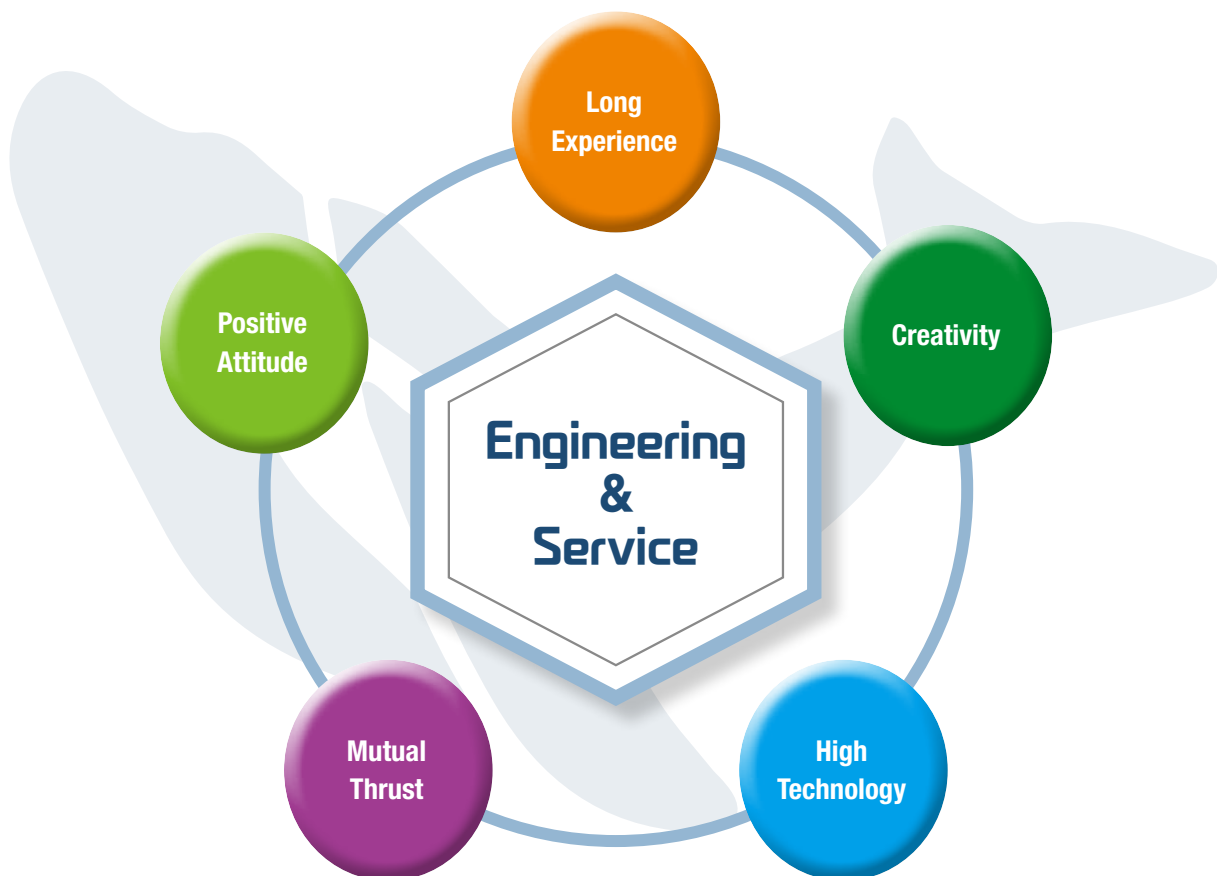 Long
Experience
Positive
Attitude
Creativity
Engineering
&
Service
Mutual
Thrust
High
Technology